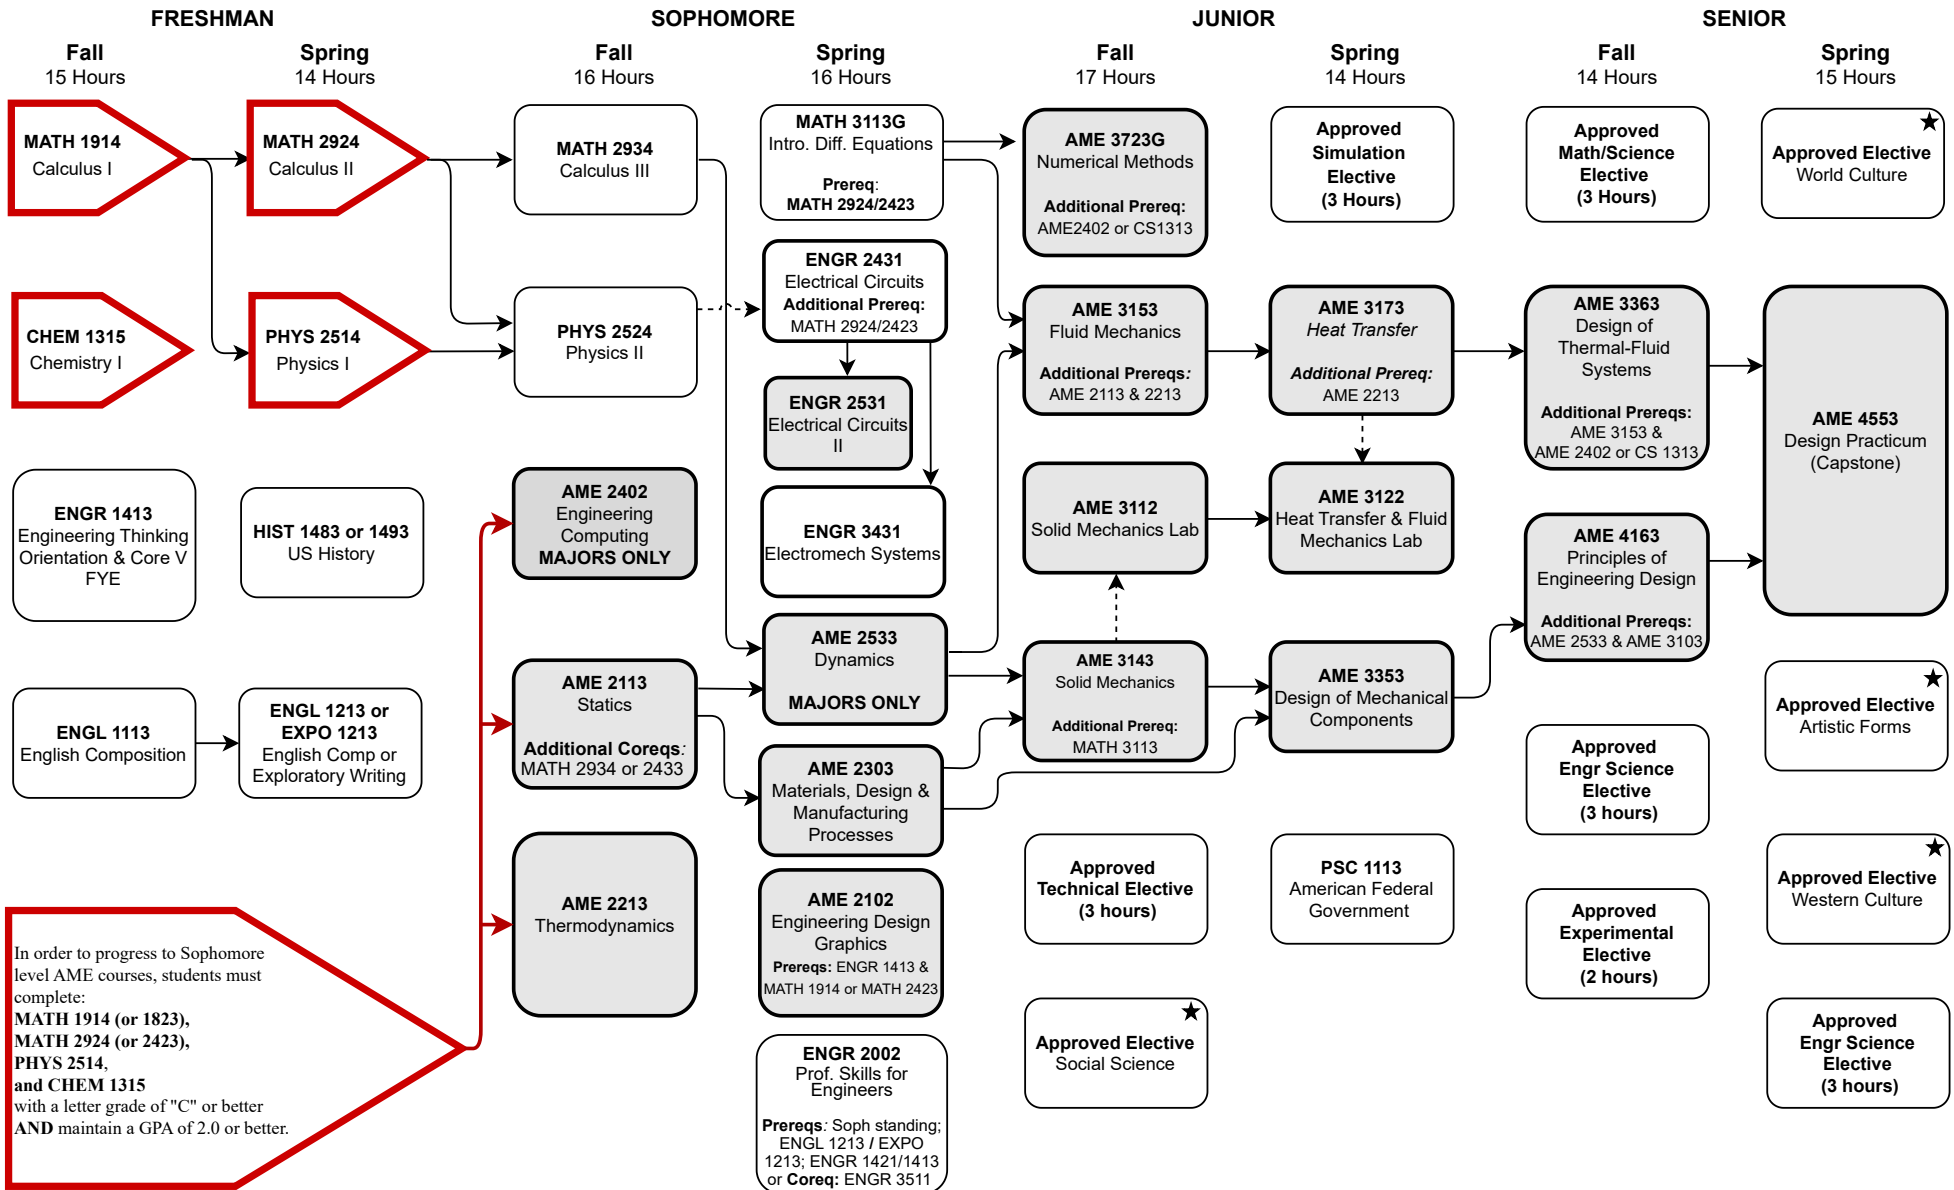 FRESHMAN
SOPHOMORE
JUNIOR
SENIOR
Fall
15 Hours
Spring
14 Hours
Fall
16 Hours
Spring
16 Hours
Fall
17 Hours
Spring
14 Hours
Fall
14 Hours
Spring
15 Hours
MATH 1914
Calculus I
CHEM 1315
Chemistry I
ENGR 1413
Engineering Thinking
Orientation & Core V
FYE
ENGL 1113
English Composition
In order to progress to Sophomore
level AME courses, students must
complete:
MATH 1914 (or 1823),
MATH 2924 (or 2423),
PHYS 2514,
and CHEM 1315
with a letter grade of "C" or better
AND maintain a GPA of 2.0 or better.
MATH 2924
Calculus II
PHYS 2514
Physics I
HIST 1483 or 1493
US History
ENGL 1213 or
EXPO 1213
English Comp or
Exploratory Writing
MATH 2934
Calculus III
PHYS 2524
Physics II
AME 2402
Engineering
Computing
MAJORS ONLY
AME 2113
Statics
Additional Coreqs:
MATH 2934 or 2433
AME 2213
Thermodynamics
MATH 3113G
Intro. Diff. Equations
Prereq:
MATH 2924/2423
ENGR 2431
Electrical Circuits
Additional Prereq:
MATH 2924/2423
ENGR 2531
Electrical Circuits
II
ENGR 3431
Electromech Systems
AME 2533
Dynamics
MAJORS ONLY
AME 2303
Materials, Design &
Manufacturing
Processes
AME 2102
Engineering Design
Graphics
Prereqs: ENGR 1413 &
MATH 1914 or MATH 2423
ENGR 2002
Prof. Skills for
Engineers
Prereqs: Soph standing;
ENGL 1213 / EXPO
1213; ENGR 1421/1413
or Coreq: ENGR 3511
AME 3723G
Numerical Methods
Additional Prereq:
AME2402 or CS1313
AME 3153
Fluid Mechanics
Additional Prereqs:
AME 2113 & 2213
AME 3112
Solid Mechanics Lab
AME 3143
Solid Mechanics
Additional Prereq:
MATH 3113
Approved
Technical Elective
(3 hours)
Approved Elective
Social Science
Approved
Simulation
Elective
(3 Hours)
AME 3173
Heat Transfer
Additional Prereq:
AME 2213
AME 3122
Heat Transfer & Fluid
Mechanics Lab
AME 3353
Design of Mechanical
Components
PSC 1113
American Federal
Government
Approved
Math/Science
Elective
(3 Hours)
AME 3363
Design of
Thermal-Fluid
Systems
Additional Prereqs:
AME 3153 &
AME 2402 or CS 1313
AME 4163
Principles of
Engineering Design
Additional Prereqs:
AME 2533 & AME 3103
Approved
Engr Science
Elective
(3 hours)
Approved
Experimental
Elective
(2 hours)
Approved Elective
World Culture
AME 4553
Design Practicum
(Capstone)
Approved Elective
Artistic Forms
Approved Elective
Western Culture
Approved
Engr Science
Elective
(3 hours)